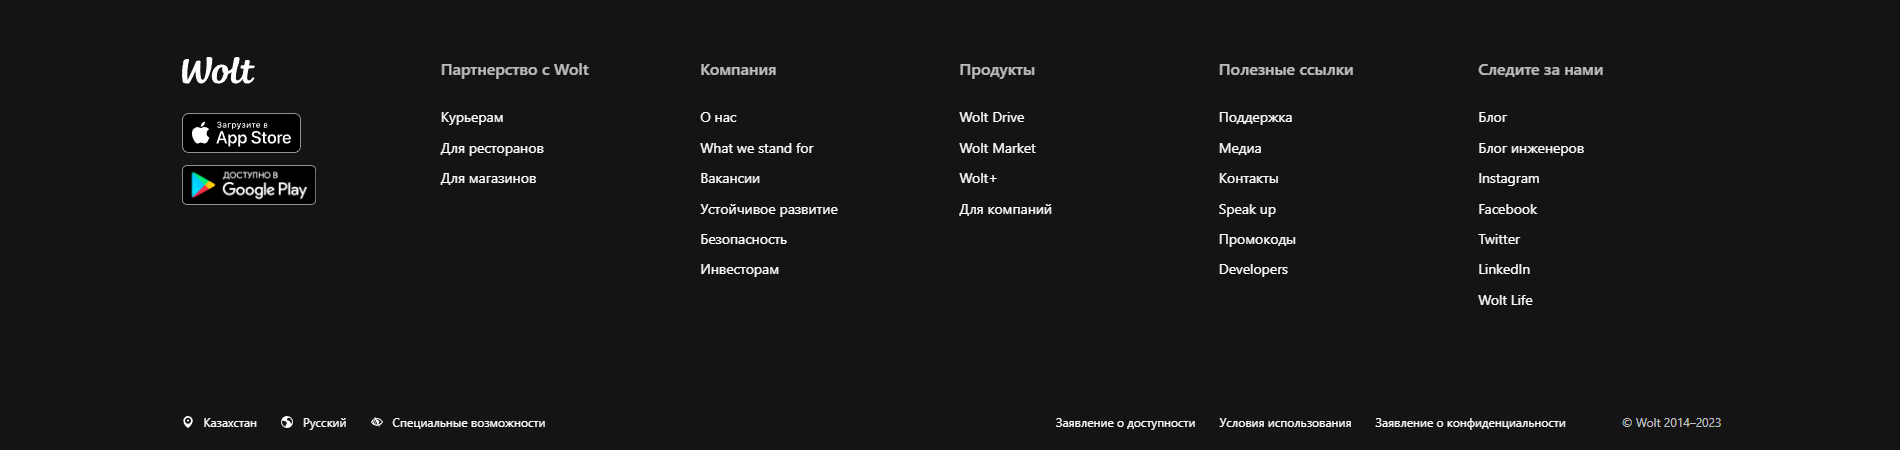 Wolt
Загрузите в
App Store
ДОСТУПНО В
Google Play
Партнерство с Wolt
Курьерам
Для ресторанов
Для магазинов
Компания
О нас
What we stand for
Вакансии
Устойчивое развитие
Безопасность
Инвесторам
Продукты
Wolt Drive
Wolt Market
Wolt+
Для компаний
Полезные ссылки
Поддержка
Медиа
Контакты
Speak up
Промокоды
Developers
Следите за нами
Блог
Блог инженеров
Instagram
Facebook
Twitter
LinkedIn
Wolt Life
Казахстан
Русский
Специальные возможности
Заявление о доступности
Условия использования
Заявление о конфиденциальности
© Wolt 2014–2023